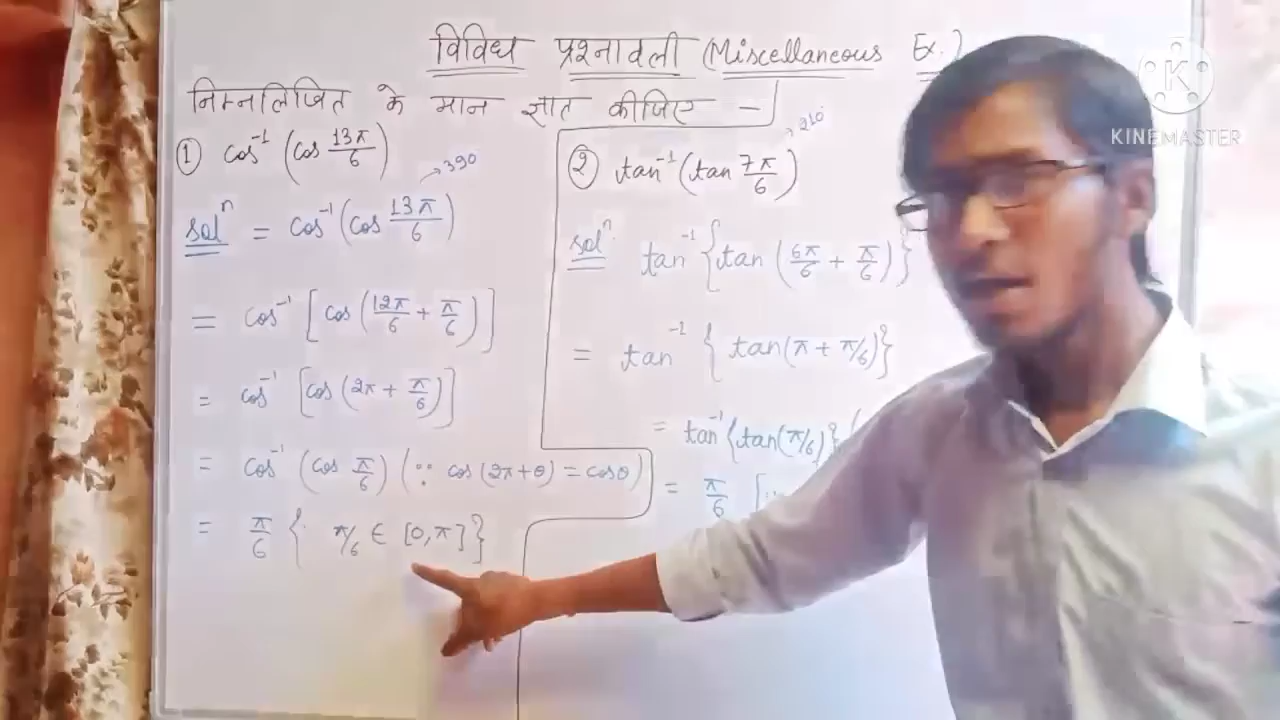 विविध प्रश्नावली (Miscellaneous Ex.)
निम्नलिखित के मान ज्ञात कीजिए -
① cos⁻¹ (cos 13π/6)
→ 390
solⁿ = cos⁻¹ (cos 13π/6)
= cos⁻¹ [cos (12π/6 + π/6)]
= cos⁻¹ [cos (2π + π/6)]
= cos⁻¹ (cos π/6) (∵ cos (2π+θ) = cosθ)
= π/6 { π/6 ∈ [0, π]}
→ 210
② tan⁻¹ (tan 7π/6)
solⁿ tan⁻¹ {tan (6π/6 + π/6)}
= tan⁻¹ { tan(π + π/6)}
= tan⁻¹ {tan(π/6)} (
= π/6 [
K
KINEMASTER